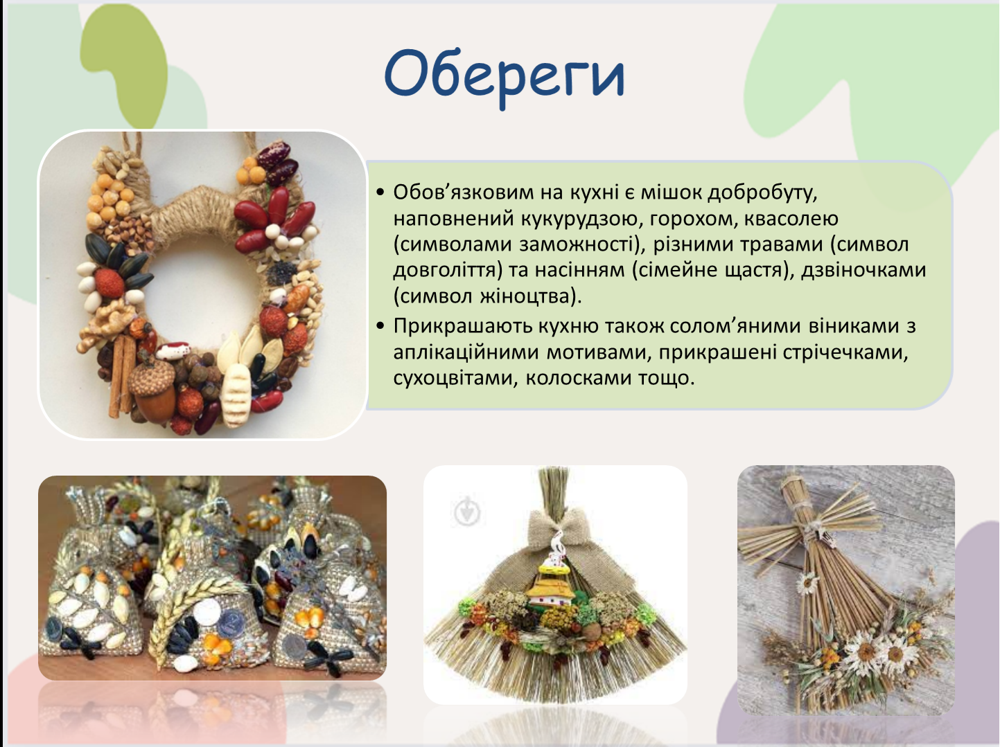 Обереги
• Обов’язковим на кухні є мішок добробуту,
наповнений кукурудзою, горохом, квасолею
(символами заможності), різними травами (символ
довголіття) та насінням (сімейне щастя), дзвіночками
(символ жіноцтва).
• Прикрашають кухню також солом’яними віниками з
аплікаційними мотивами, прикрашені стрічечками,
сухоцвітами, колосками тощо.